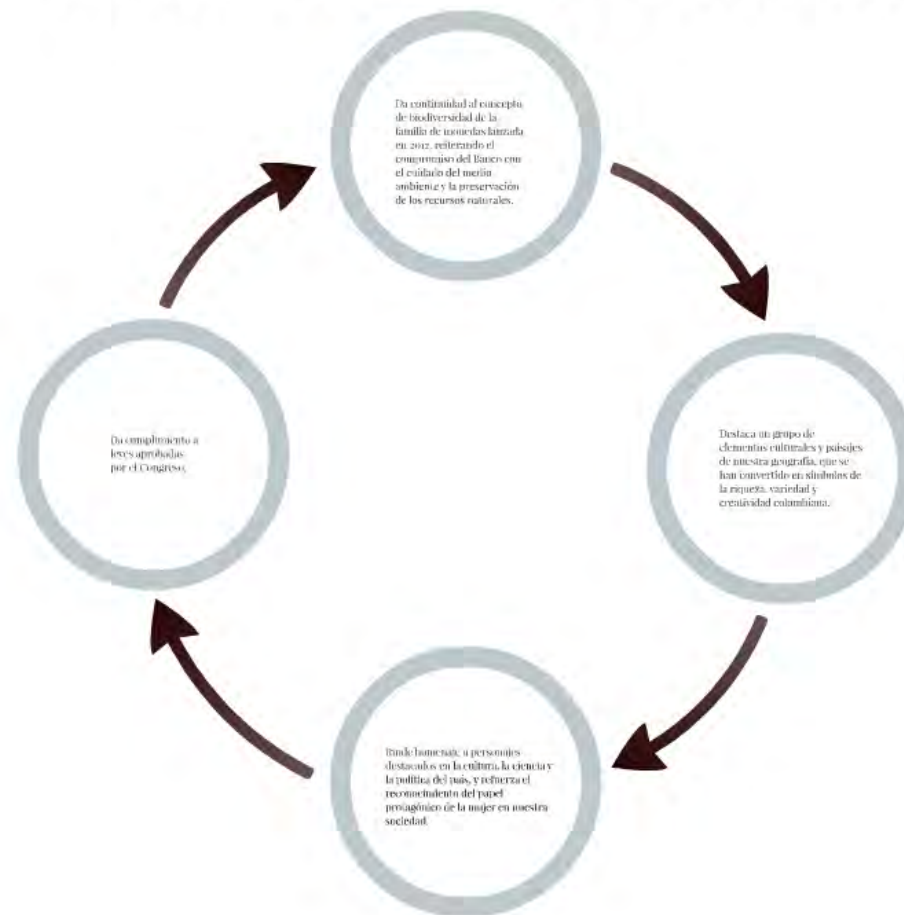 Da continuidad al concepto
de biodiversidad de la
familia de monedas lanzada
en 2012, reiterando el
compromiso del Banco con
el cuidado del medio
ambiente y la preservación
de los recursos naturales.
Destaca un grupo de
elementos culturales y paisajes
de nuestra geografía, que se
han convertido en símbolos de
la riqueza, variedad y
creatividad colombiana.
Rinde homenaje a personajes
destacados en la cultura, la ciencia y
la política del país, y refuerza el
reconocimiento del papel
protagónico de la mujer en nuestra
sociedad.
Da cumplimiento a
leyes aprobadas
por el Congreso.